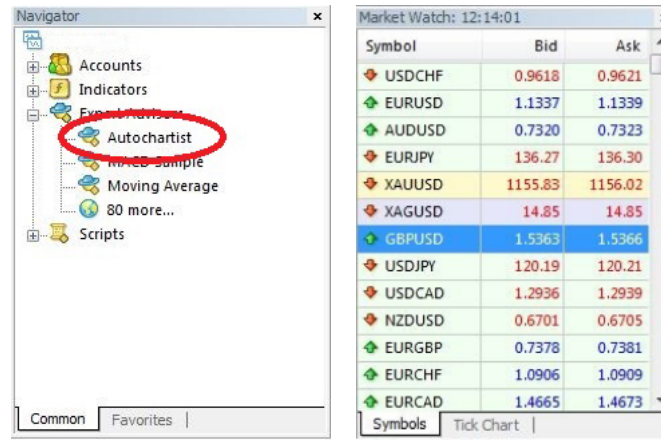 Navigator
Accounts
Indicators
Expert Advisors
Autochartist
MACD Sample
Moving Average
80 more...
Scripts
Common Favorites
Market Watch: 12:14:01
Symbol Bid Ask
USDCHF 0.9618 0.9621
EURUSD 1.1337 1.1339
AUDUSD 0.7320 0.7323
EURJPY 136.27 136.30
XAUUSD 1155.83 1156.02
XAGUSD 14.85 14.85
GBPUSD 1.5363 1.5366
USDJPY 120.19 120.21
USDCAD 1.2936 1.2939
NZDUSD 0.6701 0.6705
EURGBP 0.7378 0.7381
EURCHF 1.0906 1.0909
EURCAD 1.4665 1.4673
Symbols Tick Chart